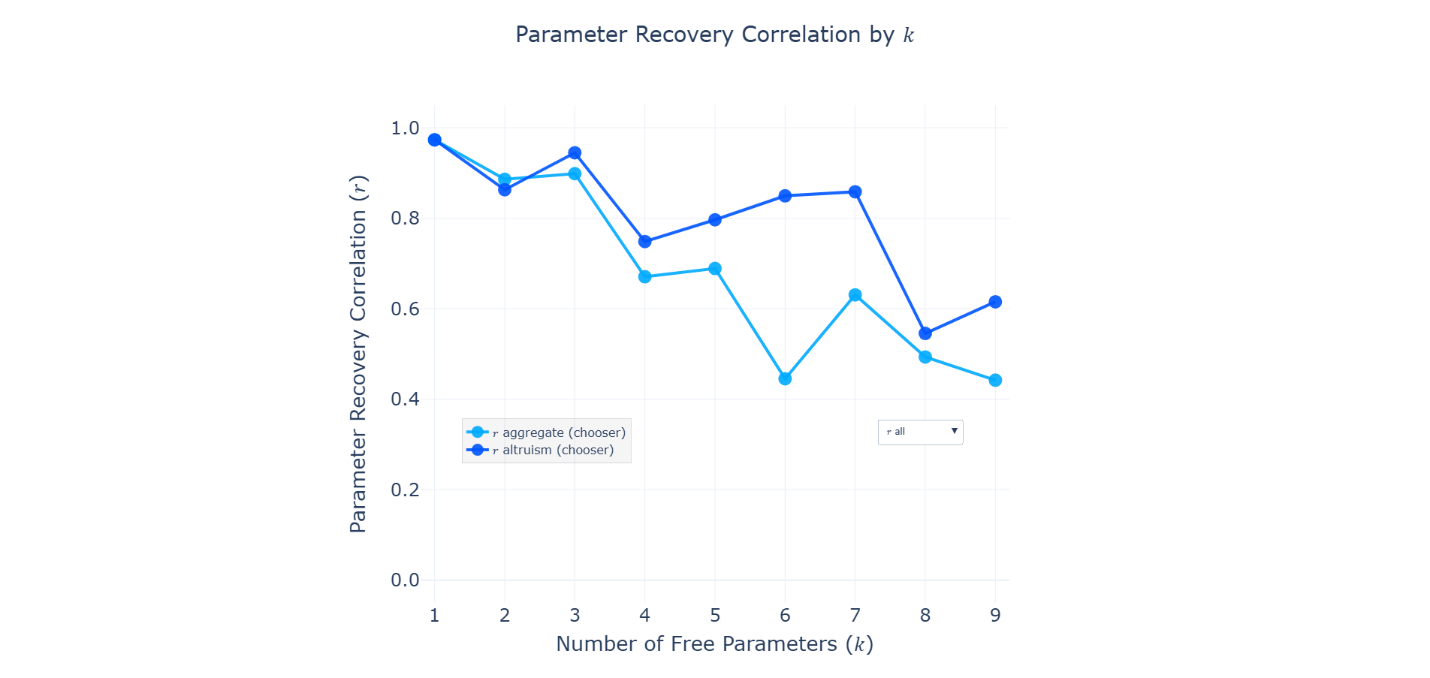 Parameter Recovery Correlation by k
Parameter Recovery Correlation (r)
1.0
0.8
0.6
0.4
0.2
0.0
r aggregate (chooser)
r altruism (chooser)
r all
1 2 3 4 5 6 7 8 9
Number of Free Parameters (k)